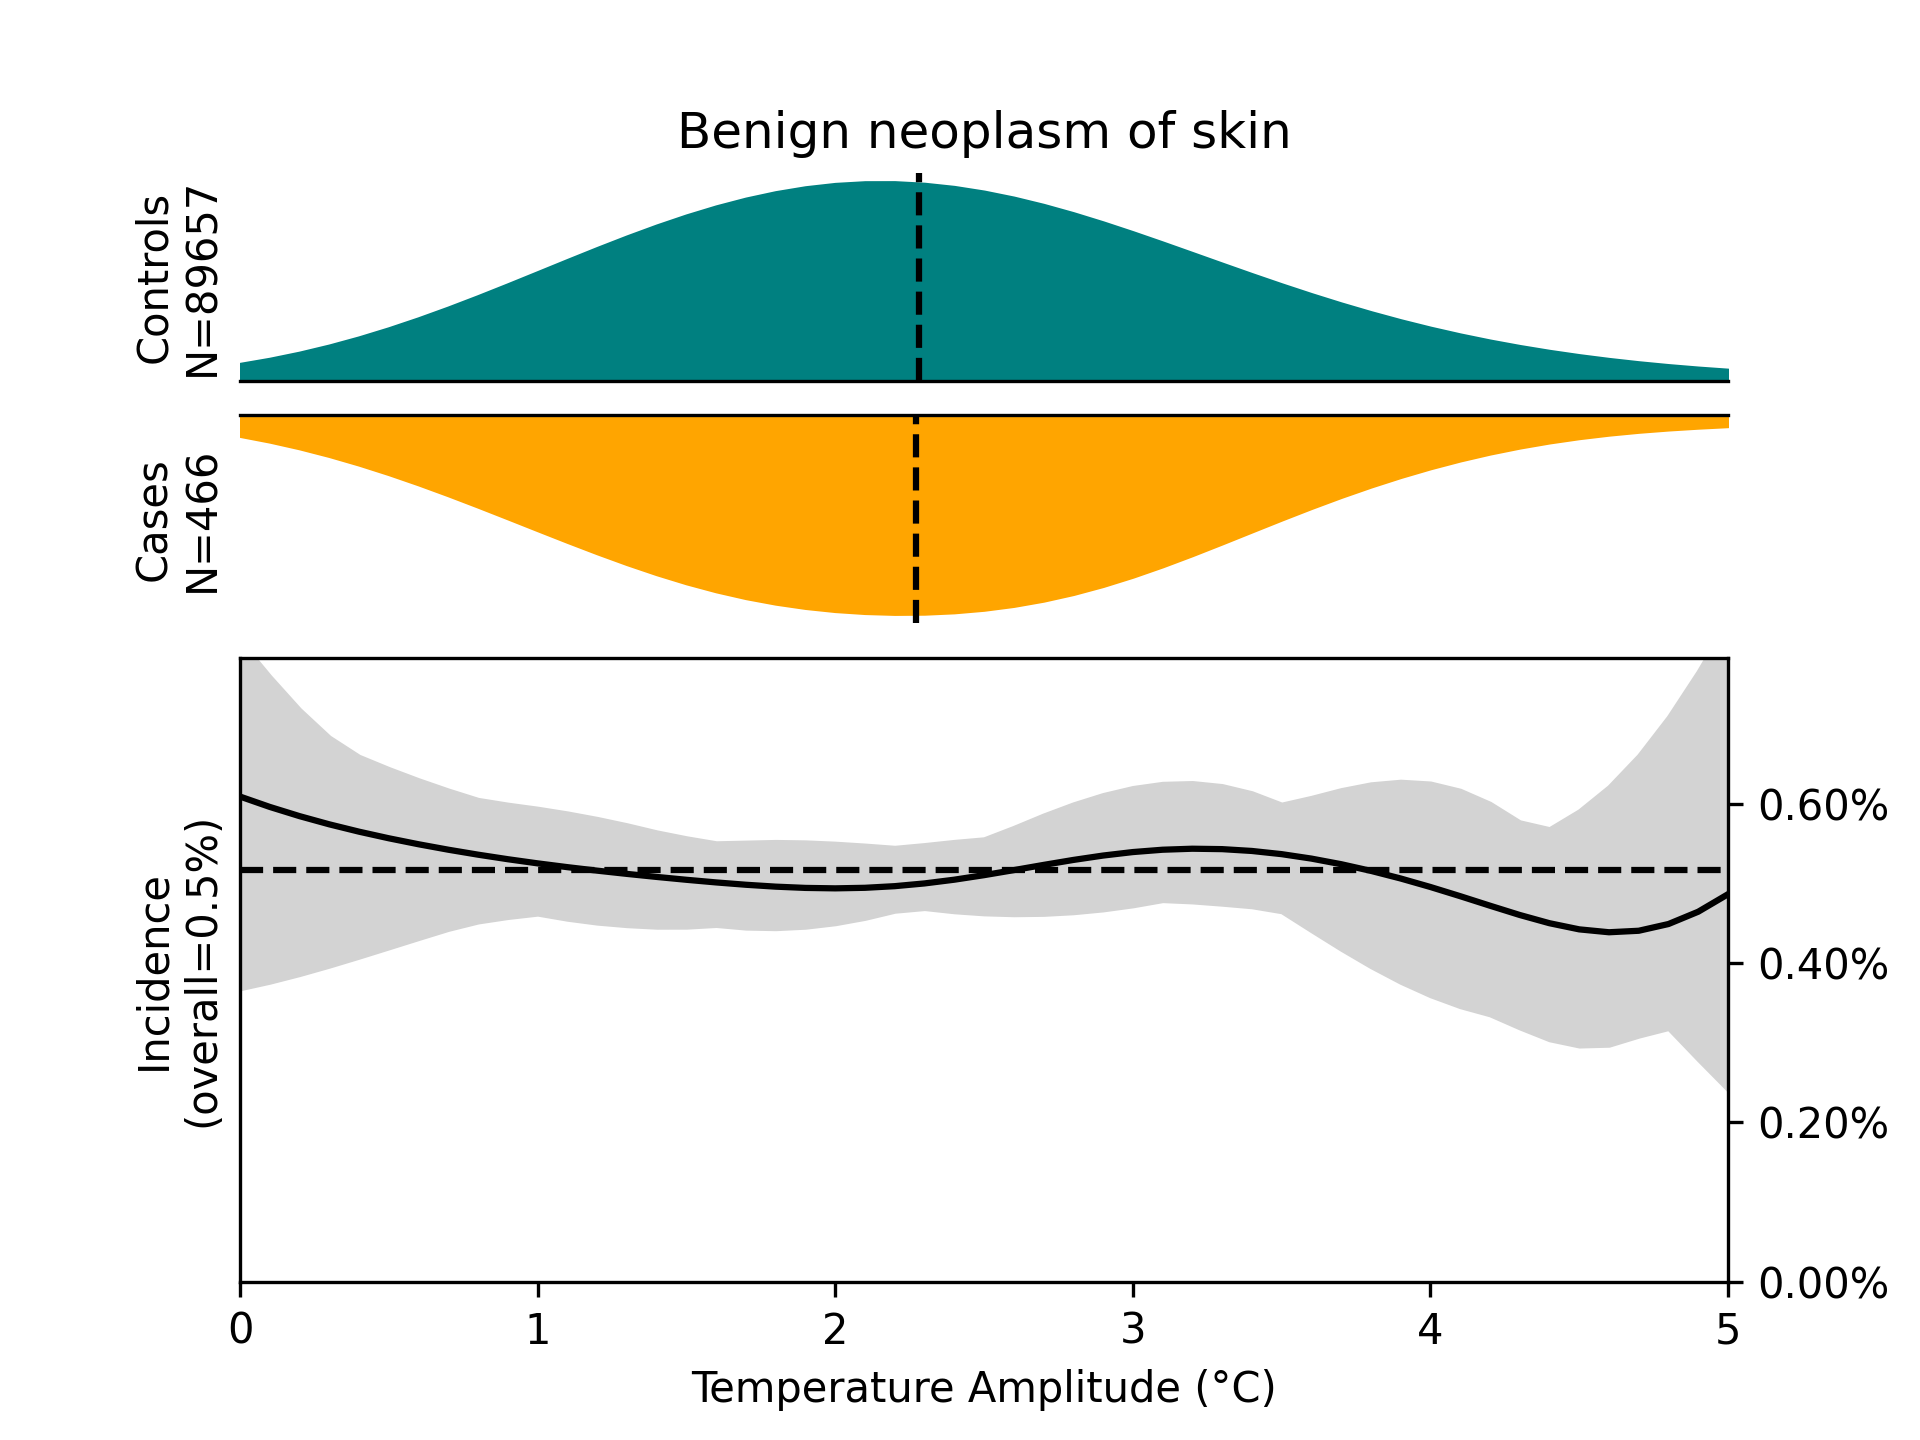 Benign neoplasm of skin
Controls
N=89657
Cases
N=466
Incidence
(overall=0.5%)
0.60%
0.40%
0.20%
0.00%
0
1
2
3
4
5
Temperature Amplitude (°C)